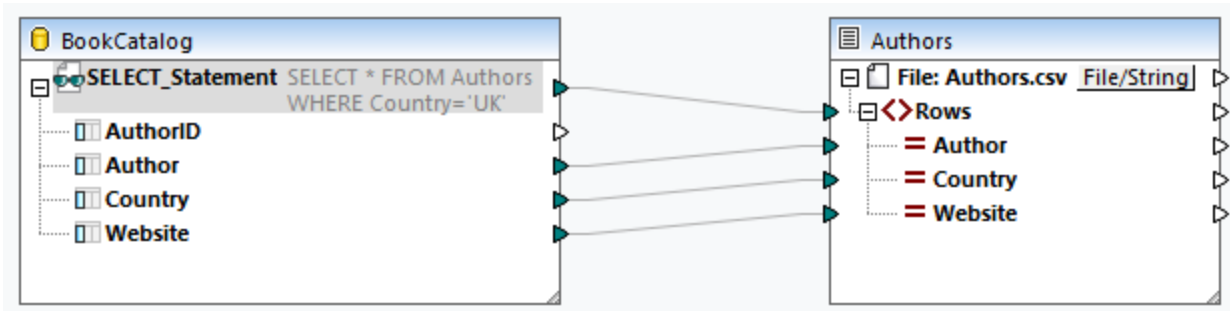 BookCatalog
SELECT_Statement SELECT * FROM Authors
WHERE Country='UK'
AuthorID
Author
Country
Website
Authors
File: Authors.csv File/String
Rows
Author
Country
Website